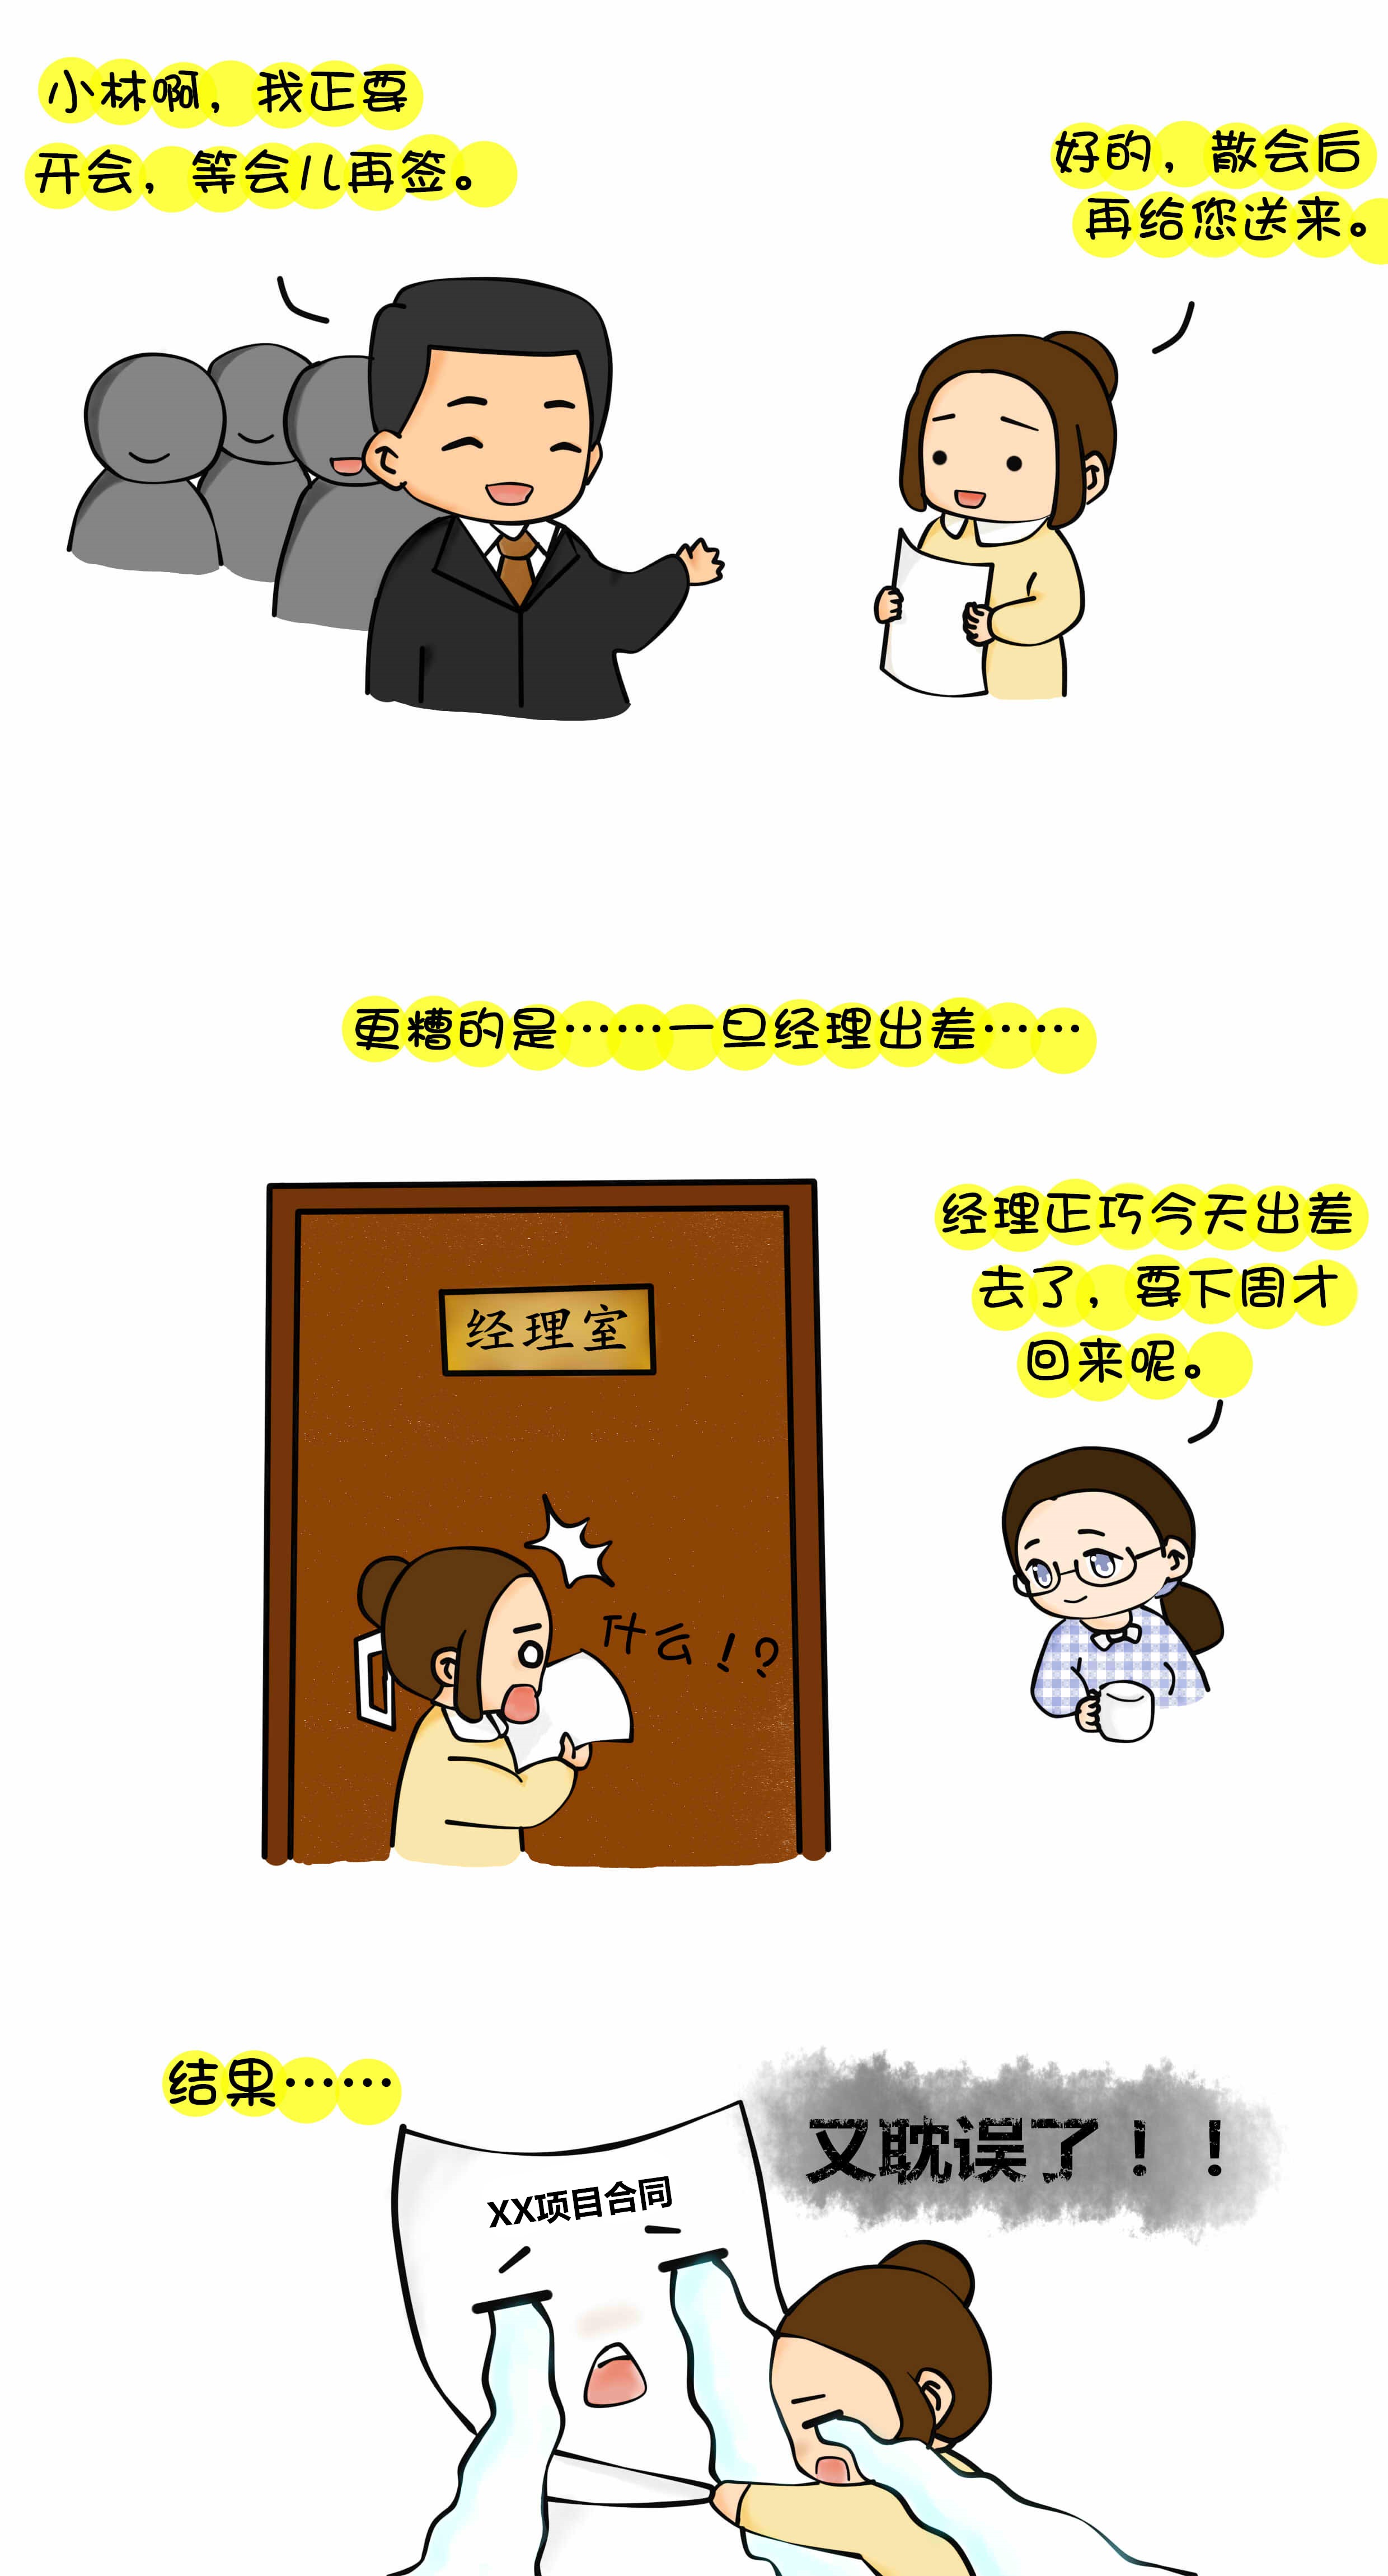 小林啊，我正要
开会，等会儿再签。
好的，散会后
再给您送来。
更糟的是……一旦经理出差……
经理正巧今天出差
去了，要下周才
回来呢。
经理室
什么！？
结果……
又耽误了！！
XX项目合同